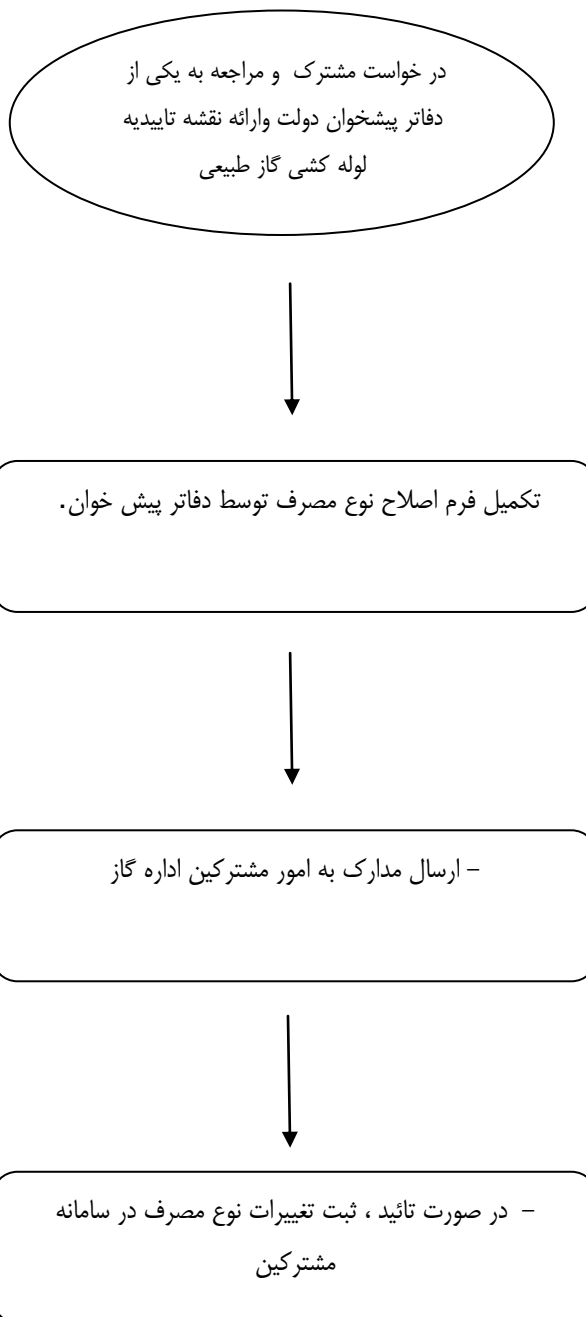 در خواست مشترک و مراجعه به یکی از
دفاتر پیشخوان دولت وارائه نقشه تاییدیه
لوله کشی گاز طبیعی
تکمیل فرم اصلاح نوع مصرف توسط دفاتر پیش خوان.
– ارسال مدارک به امور مشترکین اداره گاز
– در صورت تائید ، ثبت تغییرات نوع مصرف در سامانه
مشترکین